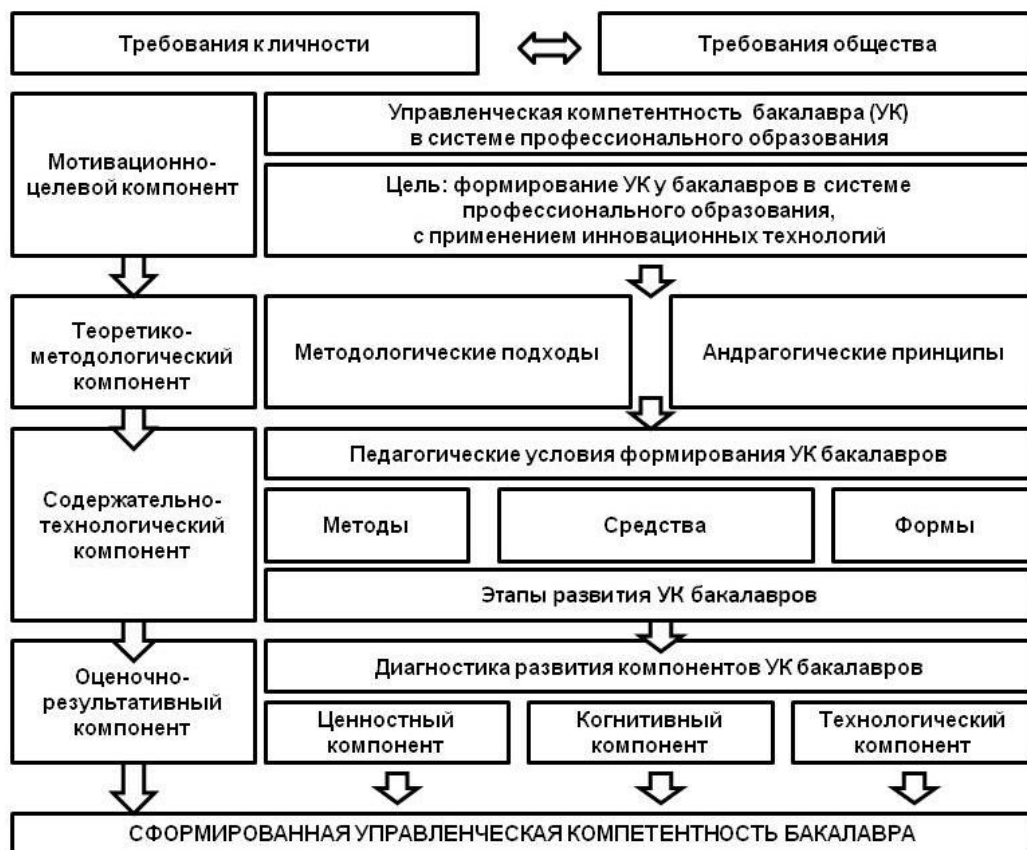 Требования к личности
Требования общества
Мотивационно-
целевой компонент
Управленческая компетентность бакалавра (УК)
в системе профессионального образования
Цель: формирование УК у бакалавров в системе
профессионального образования,
с применением инновационных технологий
Теоретико-
методологический
компонент
Методологические подходы
Андрагогические принципы
Содержательно-
технологический
компонент
Педагогические условия формирования УК бакалавров
Методы
Средства
Формы
Этапы развития УК бакалавров
Оценочно-
результативный
компонент
Диагностика развития компонентов УК бакалавров
Ценностный
компонент
Когнитивный
компонент
Технологический
компонент
СФОРМИРОВАННАЯ УПРАВЛЕНЧЕСКАЯ КОМПЕТЕНТНОСТЬ БАКАЛАВРА